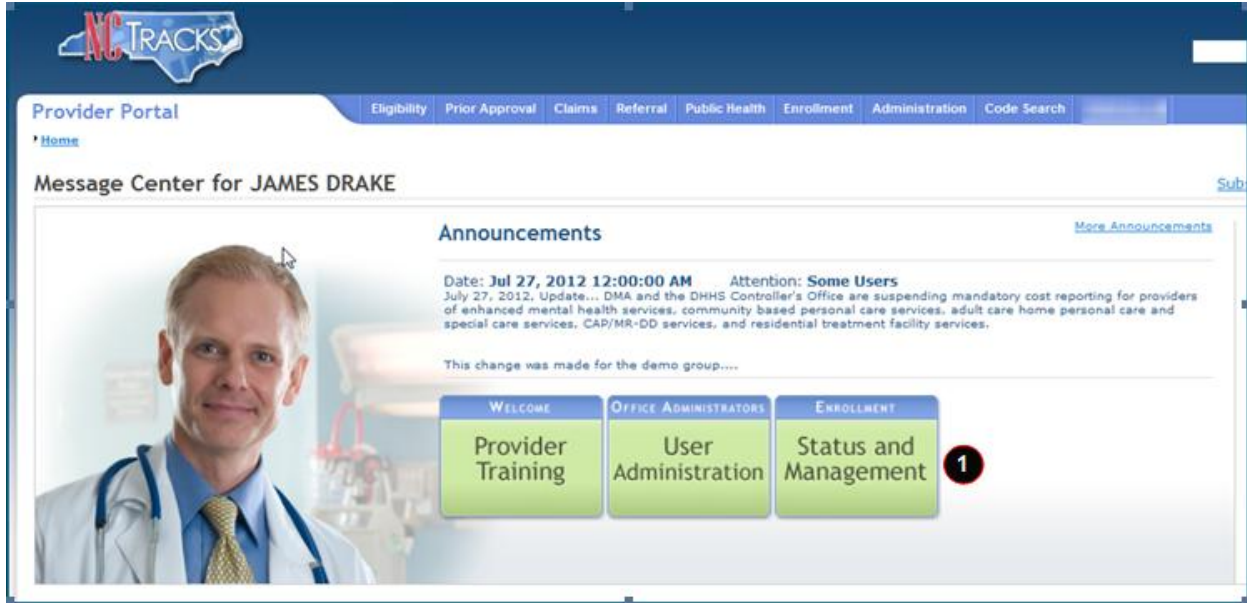 NCTRACKS
Provider Portal
Eligibility Prior Approval Claims Referral Public Health Enrollment Administration Code Search
Home
Message Center for JAMES DRAKE
Announcements
More Announcements
Date: Jul 27, 2012 12:00:00 AM Attention: Some Users
July 27, 2012, Update... DMA and the DHHS Controller's Office are suspending mandatory cost reporting for providers
of enhanced mental health services, community based personal care services, adult care home personal care and
special care services, CAP/MR-DD services, and residential treatment facility services.
This change was made for the demo group....
WELCOME
Provider
Training
OFFICE ADMINISTRATORS
User
Administration
ENROLLMENT
Status and
Management
1